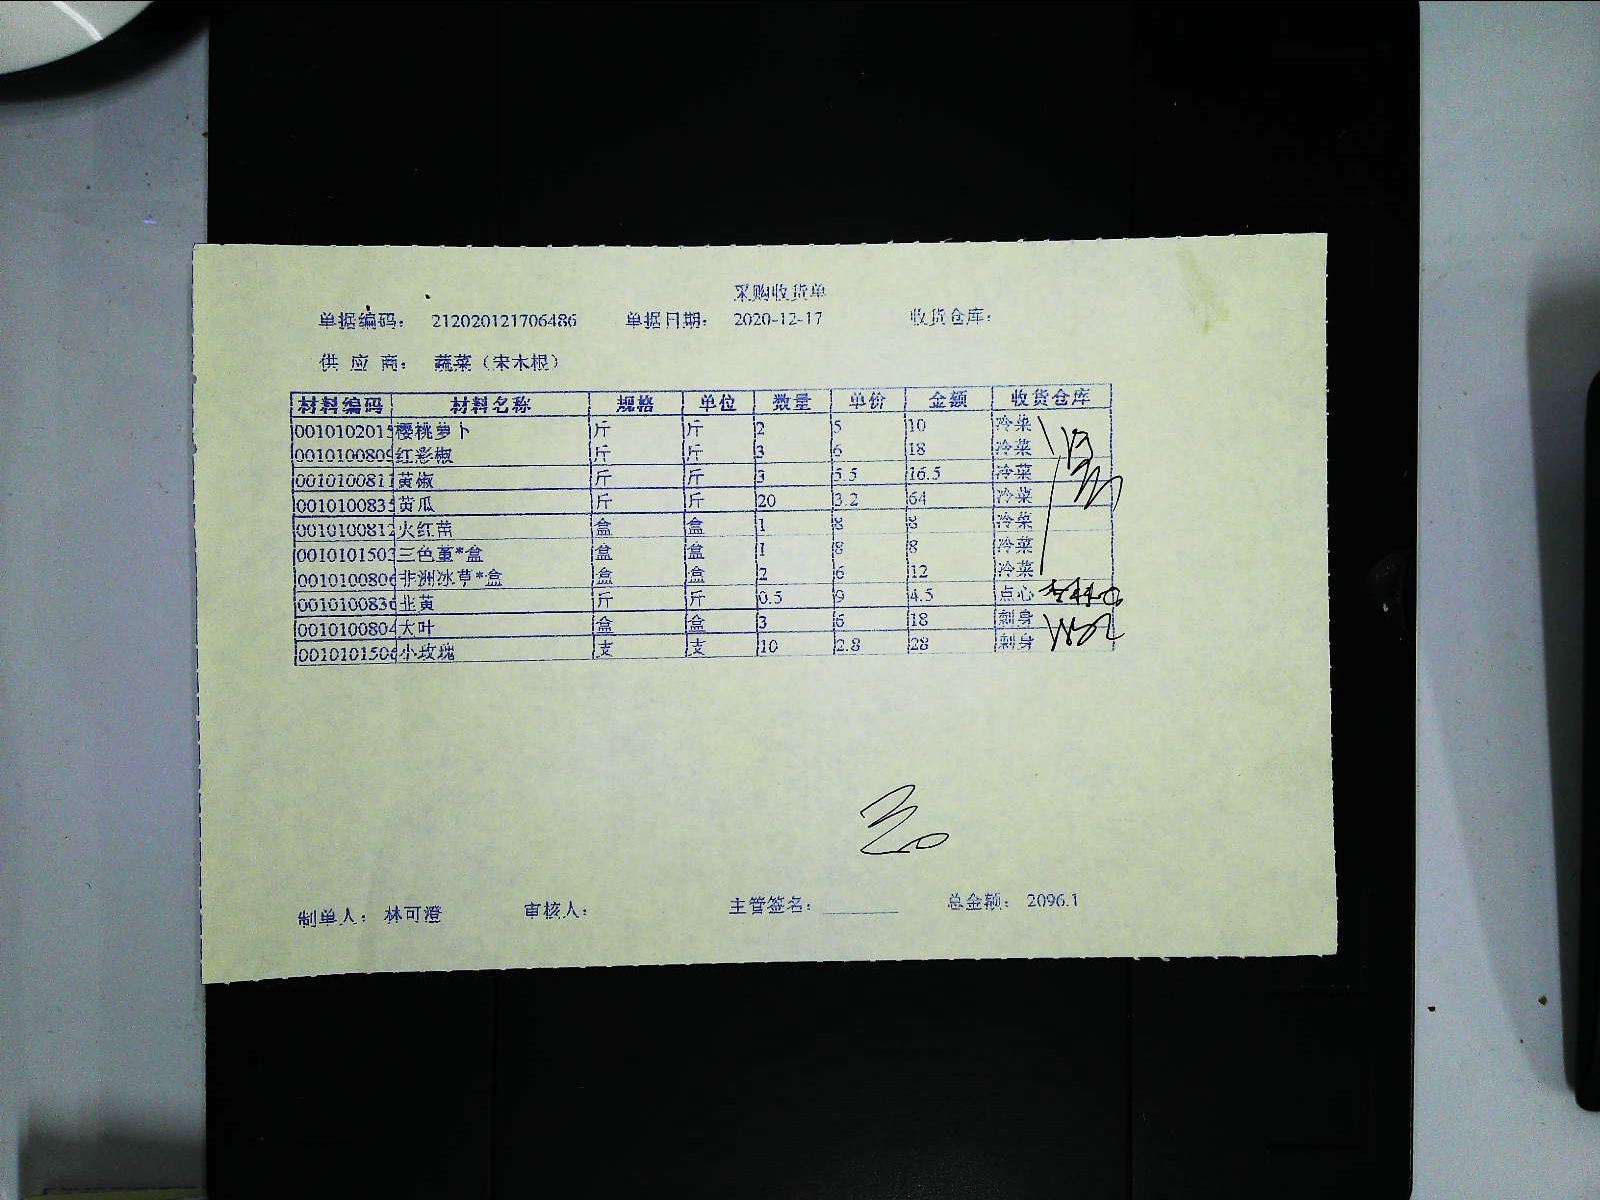 采购收货单
单据编码： 212020121706486 单据日期： 2020-12-17 收货仓库：
供 应 商： 蔬菜（宋木根）
材料编码 材料名称 规格 单位 数量 单价 金额 收货仓库
0010102015 樱桃萝卜 斤 斤 2 5 10 冷菜
001010080 红彩椒 斤 斤 3 6 18 冷菜
001010081 黄椒 斤 斤 3 5.5 16.5 冷菜
001010083 黄瓜 斤 斤 20 3.2 64 冷菜
0010100812 火红苗 盒 盒 1 8 8 冷菜
001010150 三色堇*盒 盒 盒 1 8 8 冷菜
001010080 非洲冰草*盒 盒 盒 2 6 12 冷菜
001010083 韭黄 斤 斤 0.5 9 4.5 点心
001010080 大叶 盒 盒 3 6 18 刺身
001010150 小玫瑰 支 支 10 2.8 28 刺身
制单人： 林可澄 审核人： 主管签名： 总金额： 2096.1